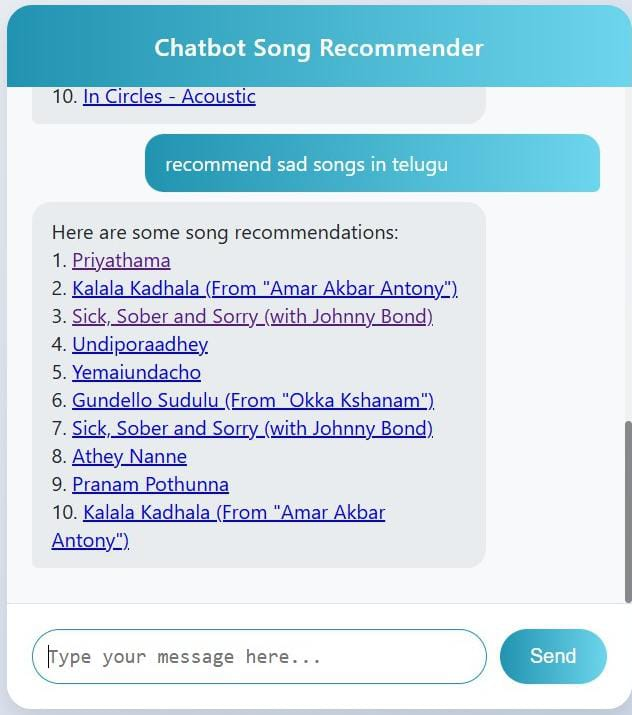 Chatbot Song Recommender
10. In Circles - Acoustic
recommend sad songs in telugu
Here are some song recommendations:
1. Priyathama
2. Kalala Kadhala (From "Amar Akbar Antony")
3. Sick, Sober and Sorry (with Johnny Bond)
4. Undiporaadhey
5. Yemaiundacho
6. Gundello Sudulu (From "Okka Kshanam")
7. Sick, Sober and Sorry (with Johnny Bond)
8. Athey Nanne
9. Pranam Pothunna
10. Kalala Kadhala (From "Amar Akbar
Antony")
Type your message here...
Send